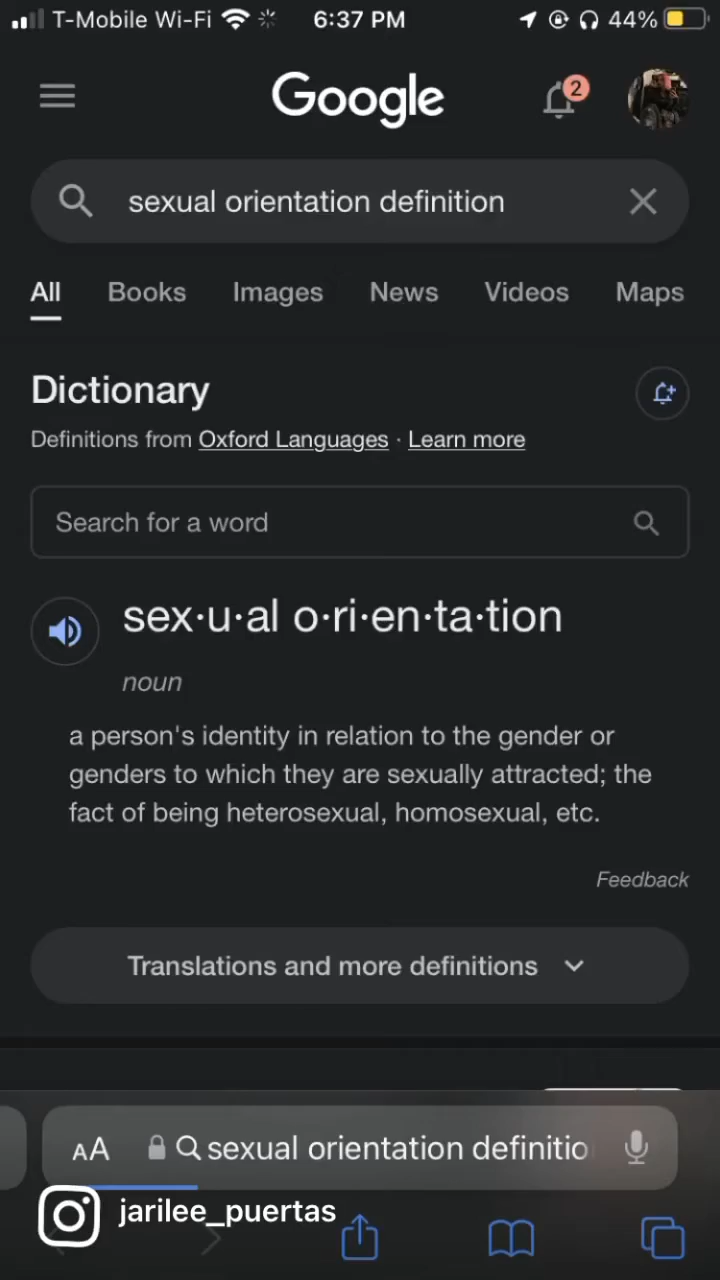 T-Mobile Wi-Fi 6:37 PM 44%
Google
2
sexual orientation definition
All Books Images News Videos Maps
Dictionary
Definitions from Oxford Languages · Learn more
Search for a word
sex·u·al o·ri·en·ta·tion
noun
a person's identity in relation to the gender or
genders to which they are sexually attracted; the
fact of being heterosexual, homosexual, etc.
Feedback
Translations and more definitions
AA sexual orientation definitio
jarilee_puertas